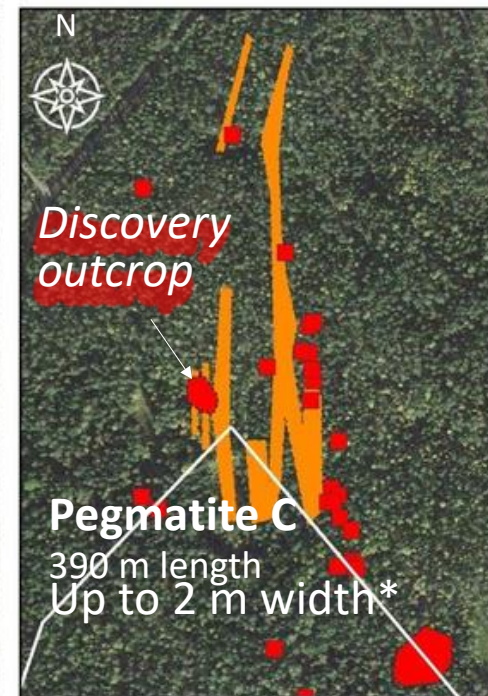 N
Discovery
outcrop
Pegmatite C
390 m length
Up to 2 m width*